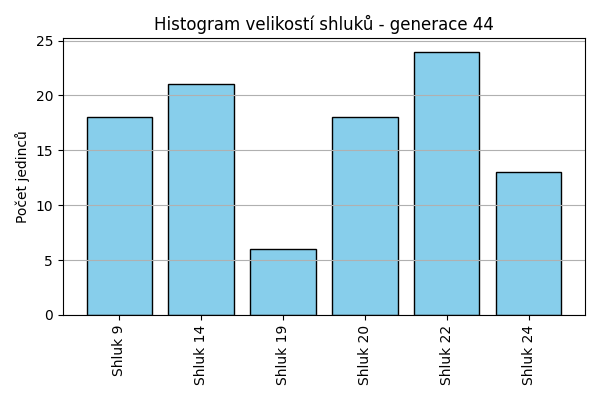 Histogram velikostí shluků - generace 44
Počet jedinců
25
20
15
10
5
0
Shluk 9
Shluk 14
Shluk 19
Shluk 20
Shluk 22
Shluk 24